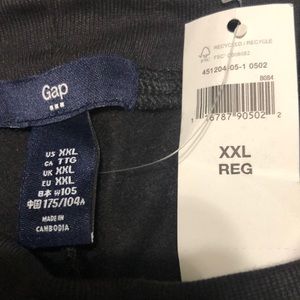 Gap
US XXL
CA TTG
UK XXL
EU XXL
日本 105
中国 175/104A
MADE IN
CAMBODIA
RECYCLED / RECYCLÉ
451204-05-1 0502
B084
XXL
REG